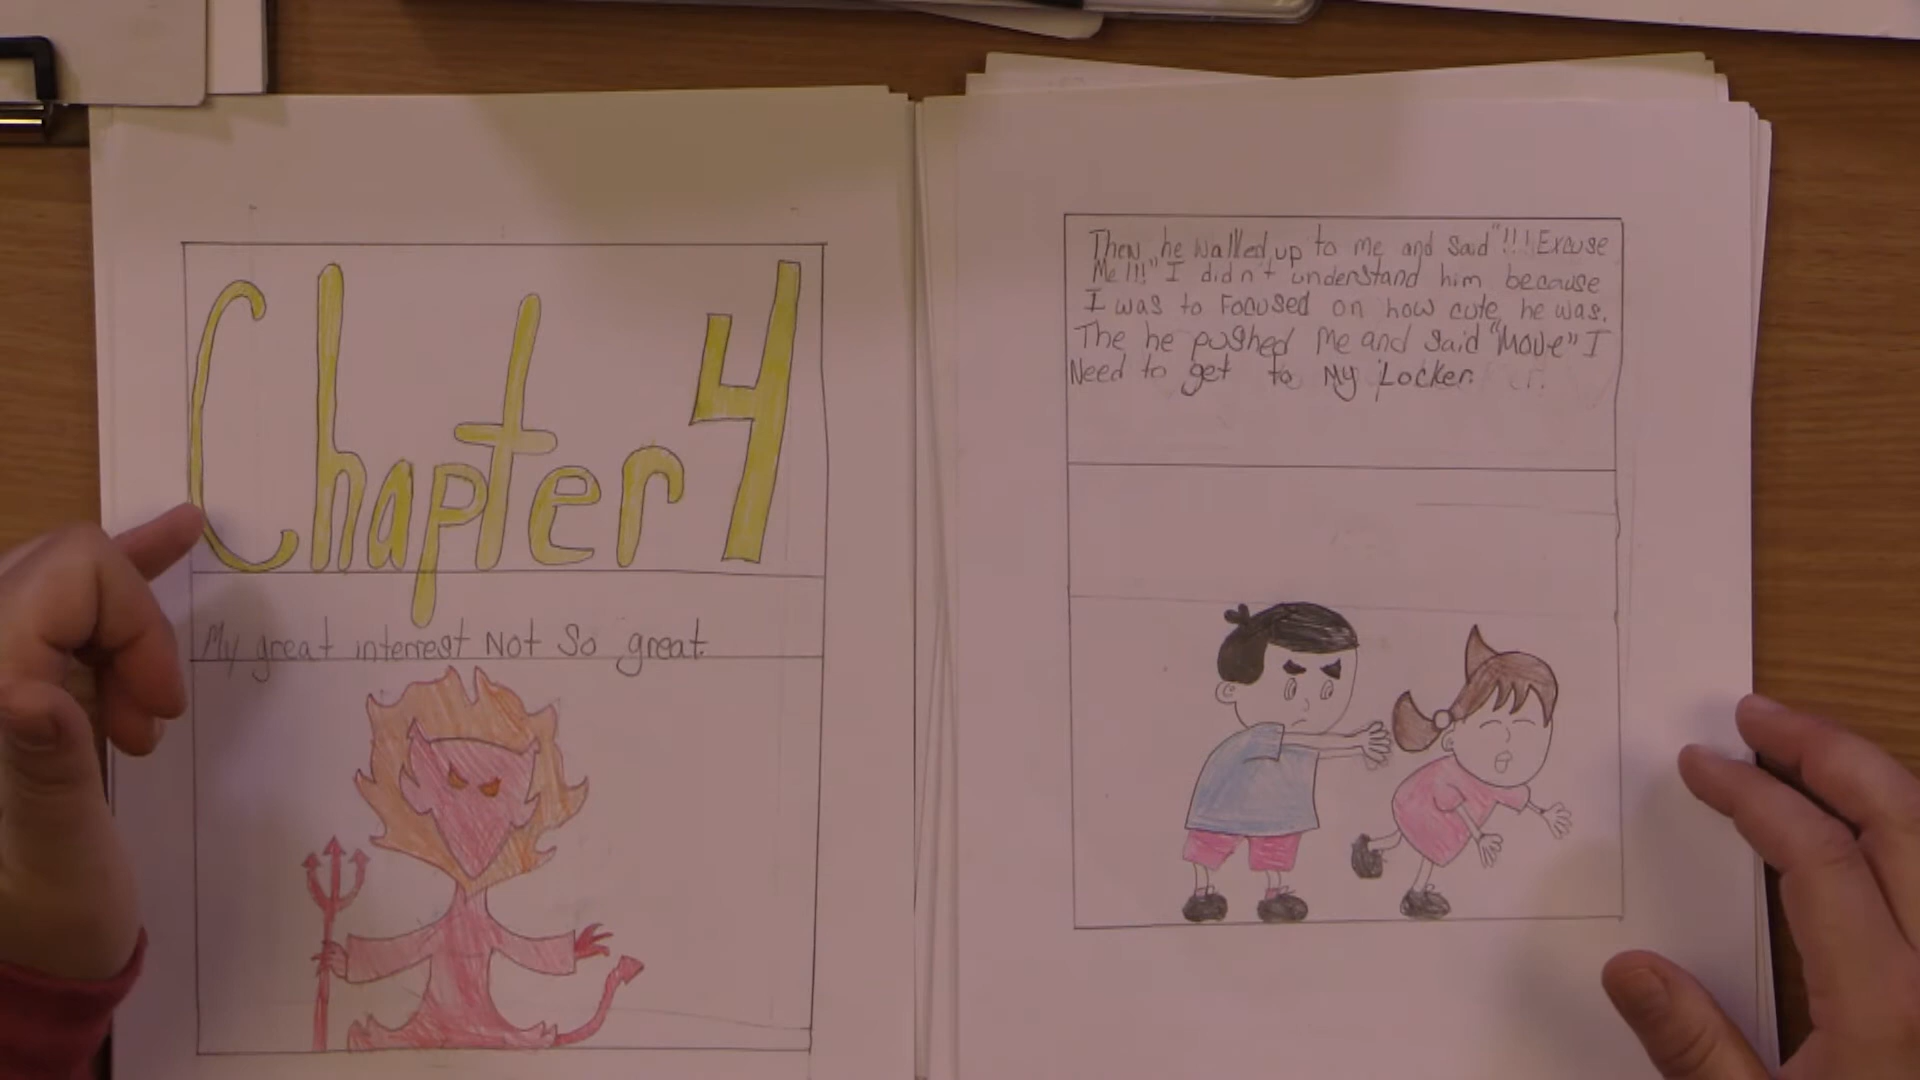 Chapter 4
My great interrest Not So great
Then he walked up to me and said "!!!Excuse
Me!!!" I didn't understand him because
I was to Focused on how cute he was.
The he pushed Me and said "Move" I
Need to get to My Locker.